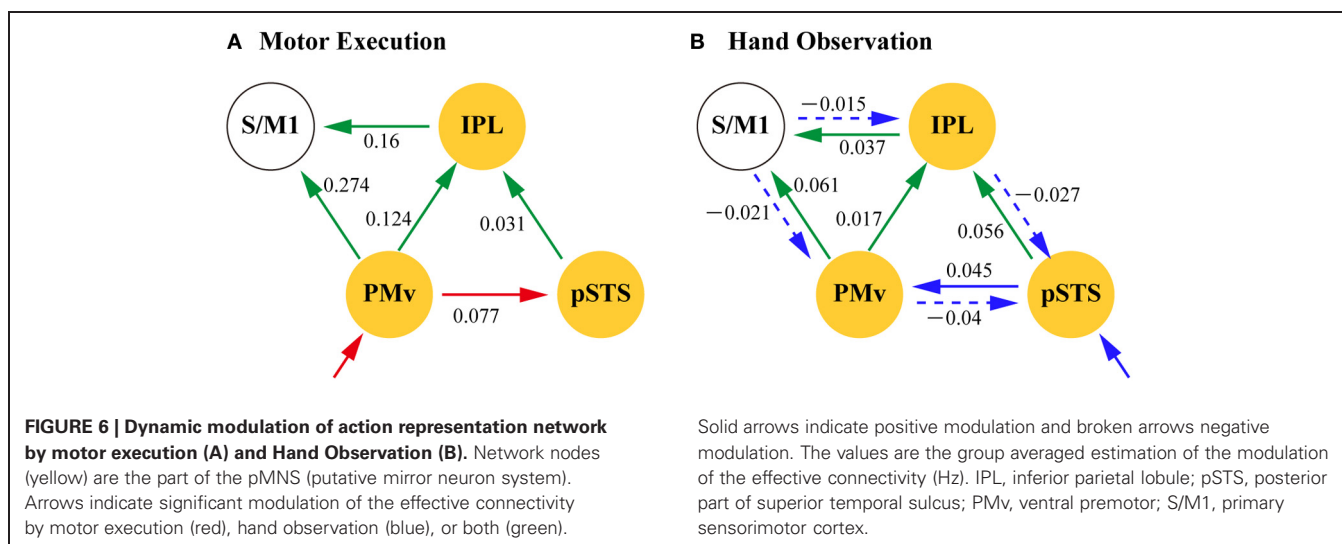 A Motor Execution
S/M1
IPL
0.16
0.274
0.124
0.031
PMv
pSTS
0.077
B Hand Observation
−0.015
S/M1
IPL
0.037
0.061
−0.027
−0.021
0.017
0.056
0.045
PMv
pSTS
−0.04
FIGURE 6 | Dynamic modulation of action representation network
by motor execution (A) and Hand Observation (B). Network nodes
(yellow) are the part of the pMNS (putative mirror neuron system).
Arrows indicate significant modulation of the effective connectivity
by motor execution (red), hand observation (blue), or both (green).
Solid arrows indicate positive modulation and broken arrows negative
modulation. The values are the group averaged estimation of the modulation
of the effective connectivity (Hz). IPL, inferior parietal lobule; pSTS, posterior
part of superior temporal sulcus; PMv, ventral premotor; S/M1, primary
sensorimotor cortex.